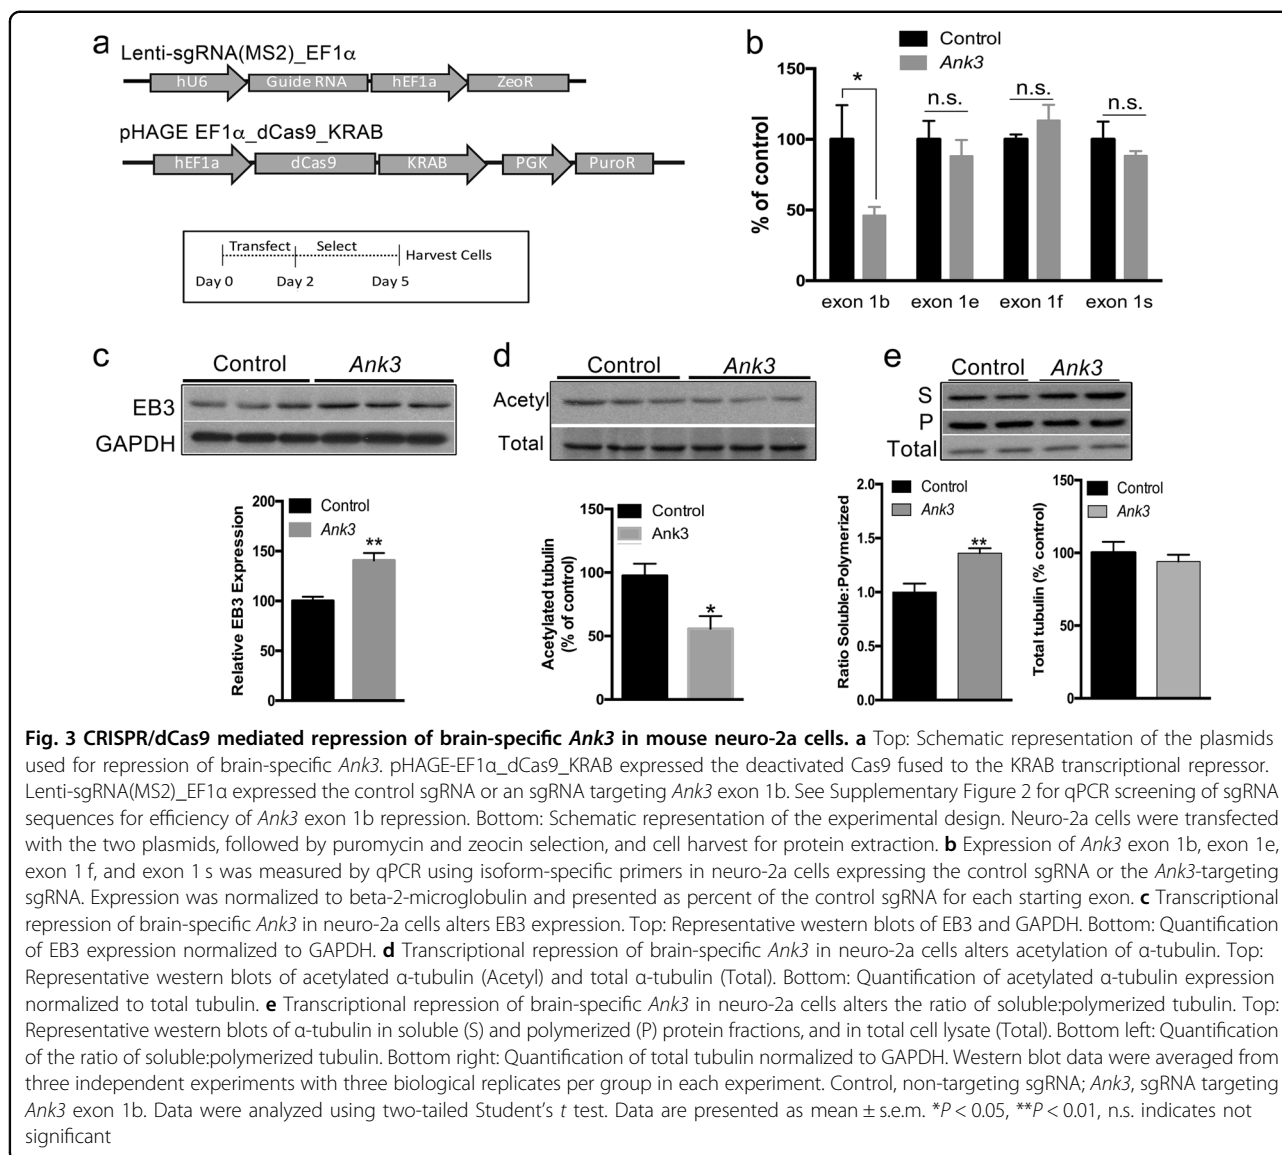 a
Lenti-sgRNA(MS2)_EF1α
hU6 Guide RNA hEF1a ZeoR
pHAGE EF1α_dCas9_KRAB
hEF1a dCas9 KRAB PGK PuroR
Transfect Select
Harvest Cells
Day 0 Day 2 Day 5
b
Control
Ank3
% of control
150
100
50
0
* n.s. n.s. n.s.
exon 1b exon 1e exon 1f exon 1s
c
Control Ank3
EB3
GAPDH
Relative EB3 Expression
200
150
100
50
0
Control
Ank3
**
d
Control Ank3
Acetyl
Total
Acetylated tubulin
(% of control)
150
100
50
0
Control
Ank3
*
e
Control Ank3
S
P
Total
Ratio Soluble:Polymerized
2.0
1.5
1.0
0.5
0.0
Control
Ank3
**
Total tubulin (% control)
150
100
50
0
Control
Ank3
Fig. 3 CRISPR/dCas9 mediated repression of brain-specific Ank3 in mouse neuro-2a cells. a Top: Schematic representation of the plasmids
used for repression of brain-specific Ank3. pHAGE-EF1α_dCas9_KRAB expressed the deactivated Cas9 fused to the KRAB transcriptional repressor.
Lenti-sgRNA(MS2)_EF1α expressed the control sgRNA or an sgRNA targeting Ank3 exon 1b. See Supplementary Figure 2 for qPCR screening of sgRNA
sequences for efficiency of Ank3 exon 1b repression. Bottom: Schematic representation of the experimental design. Neuro-2a cells were transfected
with the two plasmids, followed by puromycin and zeocin selection, and cell harvest for protein extraction. b Expression of Ank3 exon 1b, exon 1e,
exon 1 f, and exon 1 s was measured by qPCR using isoform-specific primers in neuro-2a cells expressing the control sgRNA or the Ank3-targeting
sgRNA. Expression was normalized to beta-2-microglobulin and presented as percent of the control sgRNA for each starting exon. c Transcriptional
repression of brain-specific Ank3 in neuro-2a cells alters EB3 expression. Top: Representative western blots of EB3 and GAPDH. Bottom: Quantification
of EB3 expression normalized to GAPDH. d Transcriptional repression of brain-specific Ank3 in neuro-2a cells alters acetylation of α-tubulin. Top:
Representative western blots of acetylated α-tubulin (Acetyl) and total α-tubulin (Total). Bottom: Quantification of acetylated α-tubulin expression
normalized to total tubulin. e Transcriptional repression of brain-specific Ank3 in neuro-2a cells alters the ratio of soluble:polymerized tubulin. Top:
Representative western blots of α-tubulin in soluble (S) and polymerized (P) protein fractions, and in total cell lysate (Total). Bottom left: Quantification
of the ratio of soluble:polymerized tubulin. Bottom right: Quantification of total tubulin normalized to GAPDH. Western blot data were averaged from
three independent experiments with three biological replicates per group in each experiment. Control, non-targeting sgRNA; Ank3, sgRNA targeting
Ank3 exon 1b. Data were analyzed using two-tailed Student's t test. Data are presented as mean ± s.e.m. *P < 0.05, **P < 0.01, n.s. indicates not
significant